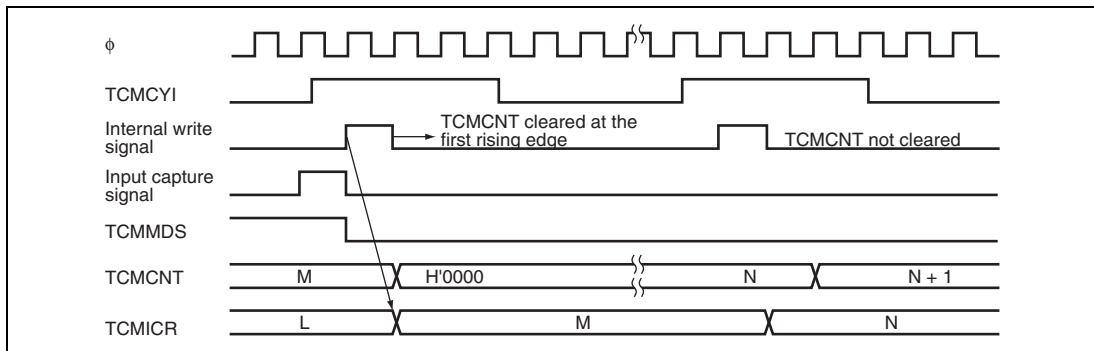 ϕ
TCMCYI
Internal write
signal
TCMCNT cleared at the
first rising edge
TCMCNT not cleared
Input capture
signal
TCMMDS
TCMCNT
M
H'0000
N
N + 1
TCMICR
L
M
N